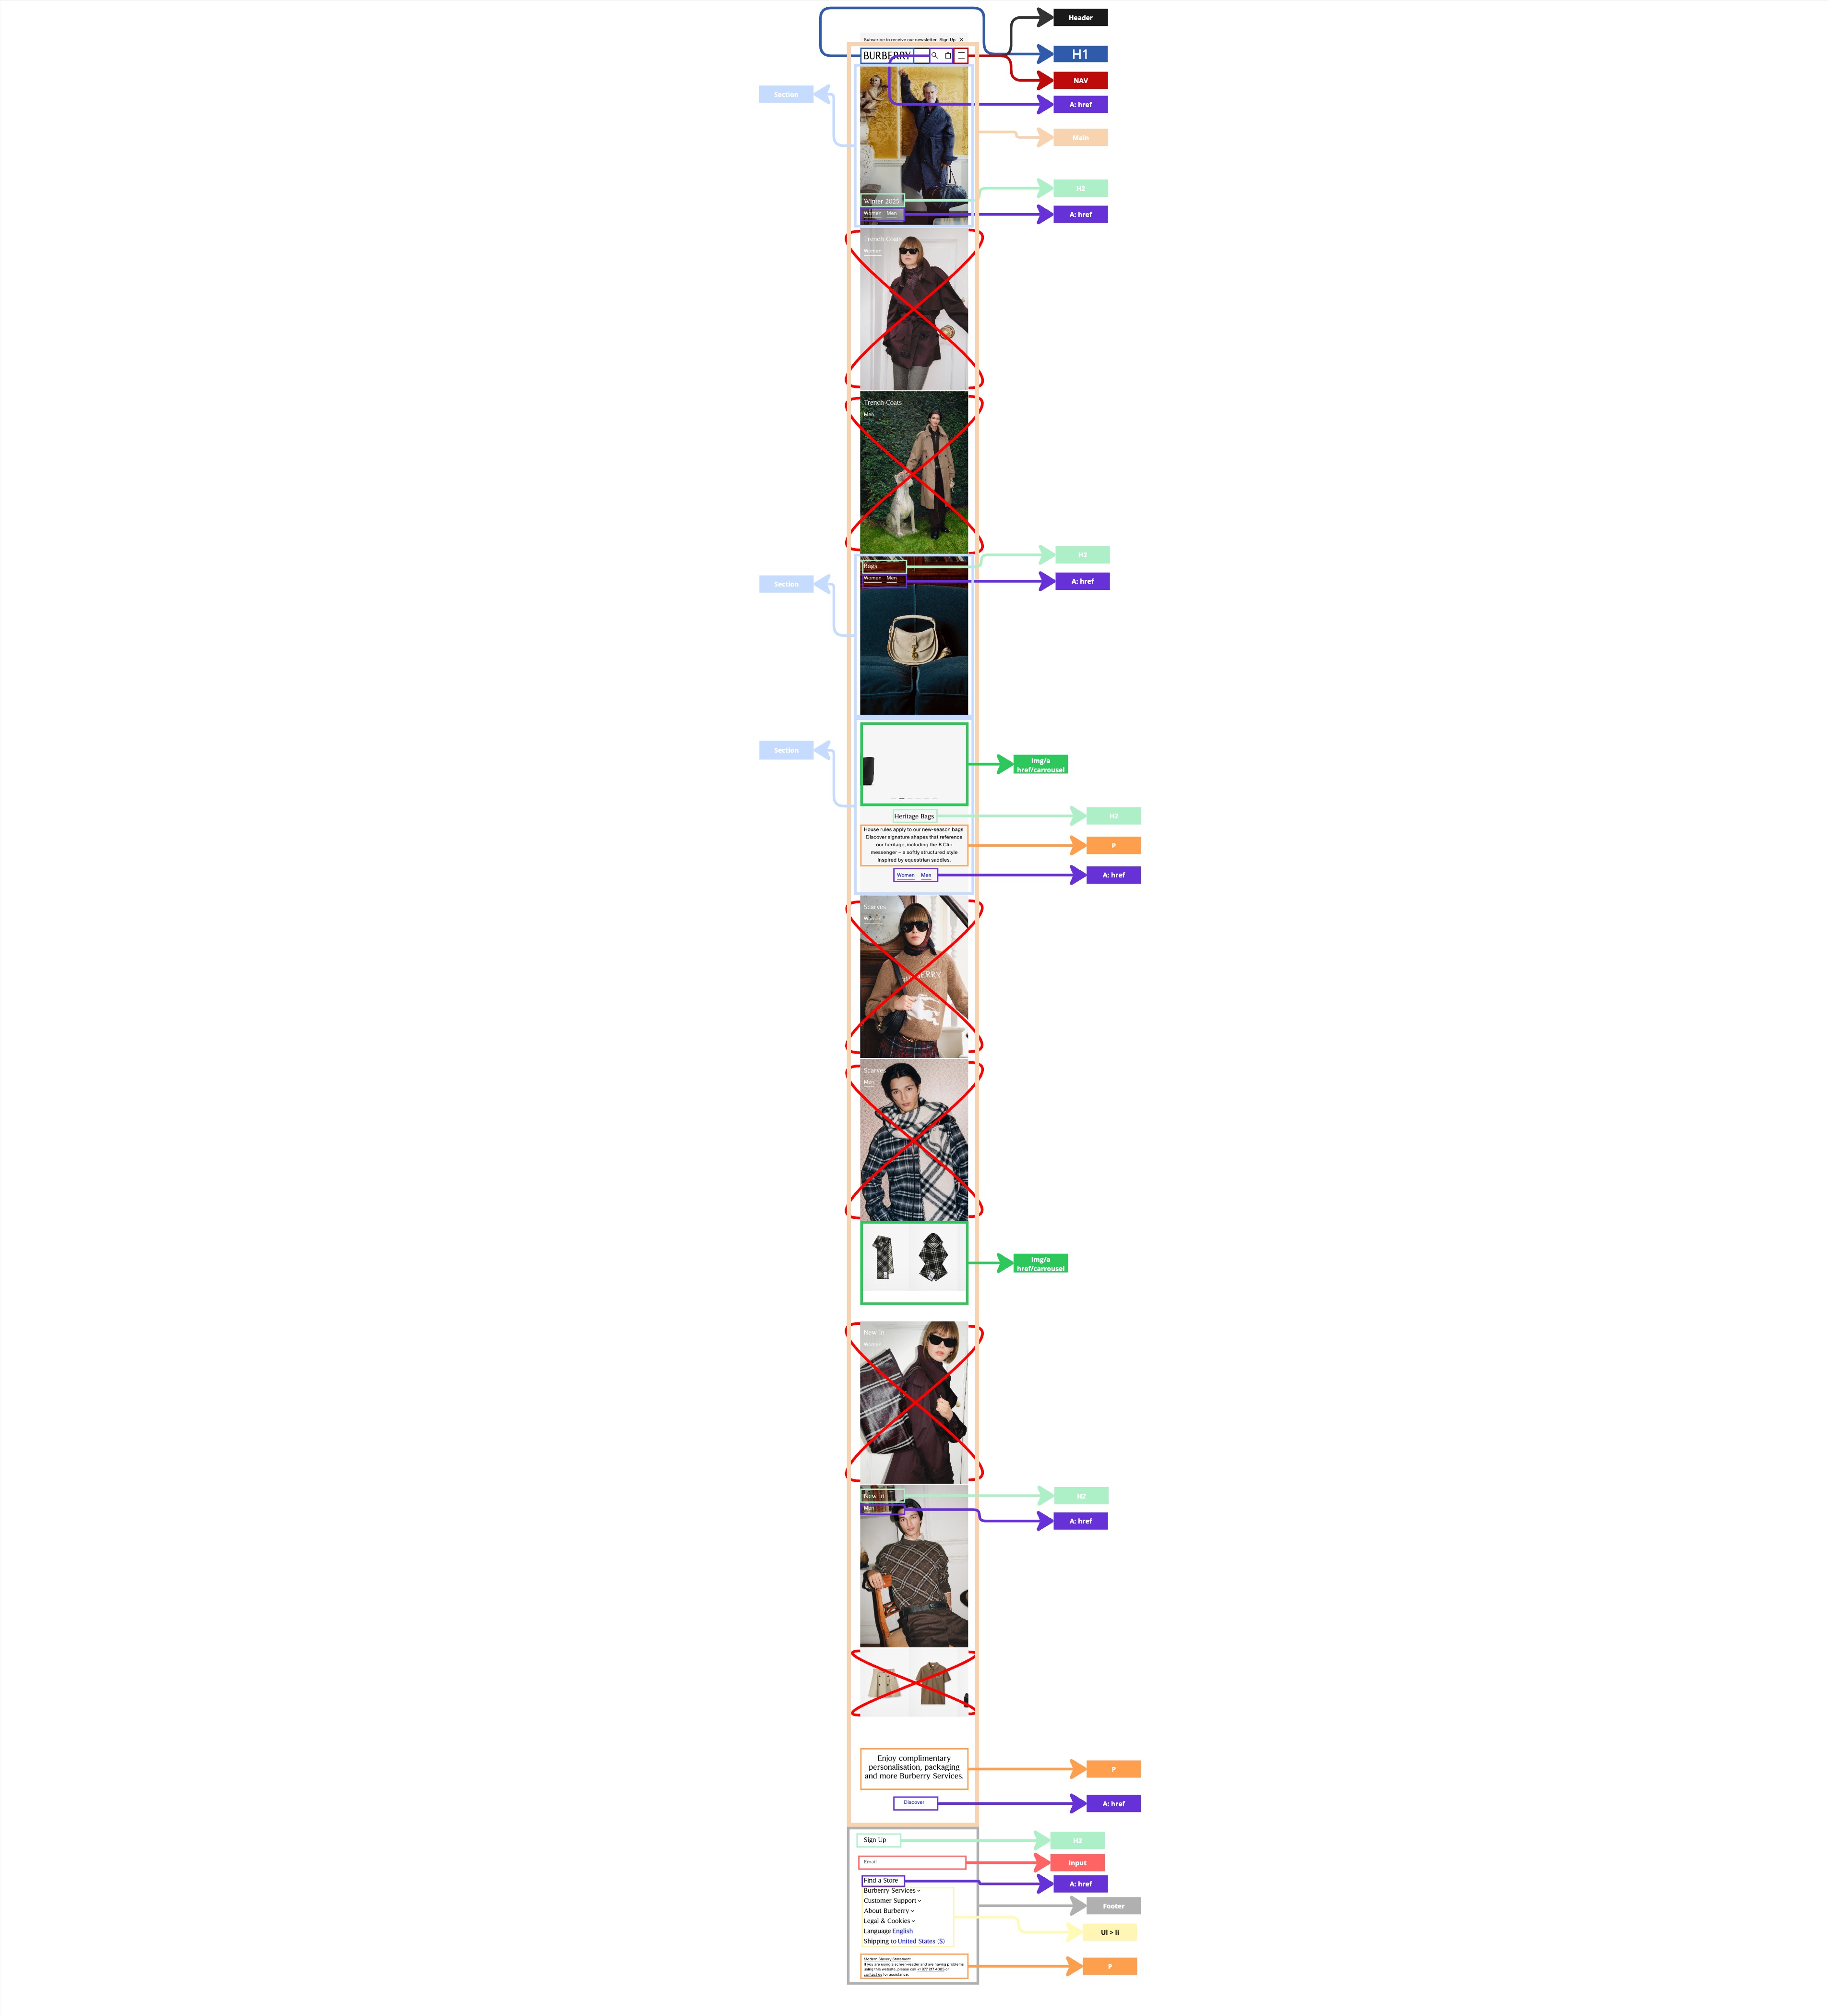 Header
Subscribe to receive our newsletter. Sign Up
BURBERRY
H1
NAV
Section
A: href
Main
H2
Winter 2025
Women Men
A: href
Trench Coats
Women
Trench Coats
Men
H2
Bags
Women Men
A: href
Section
Section
Img/a
href/carrousel
Heritage Bags
H2
House rules apply to our new-season bags.
Discover signature shapes that reference
our heritage, including the B Clip
messenger – a softly structured style
inspired by equestrian saddles.
P
Women Men
A: href
Scarves
Women
Scarves
Men
Img/a
href/carrousel
New In
Women
New In
H2
Men
A: href
Enjoy complimentary
personalisation, packaging
and more Burberry Services.
P
Discover
A: href
Sign Up
H2
Email
Input
Find a Store
A: href
Burberry Services
Customer Support
About Burberry
Legal & Cookies
Language English
Shipping to United States ($)
Footer
Ul > li
Modern Slavery Statement
If you are using a screen-reader and are having problems
using this website, please call +1 877 217 4085 or
contact us for assistance.
P